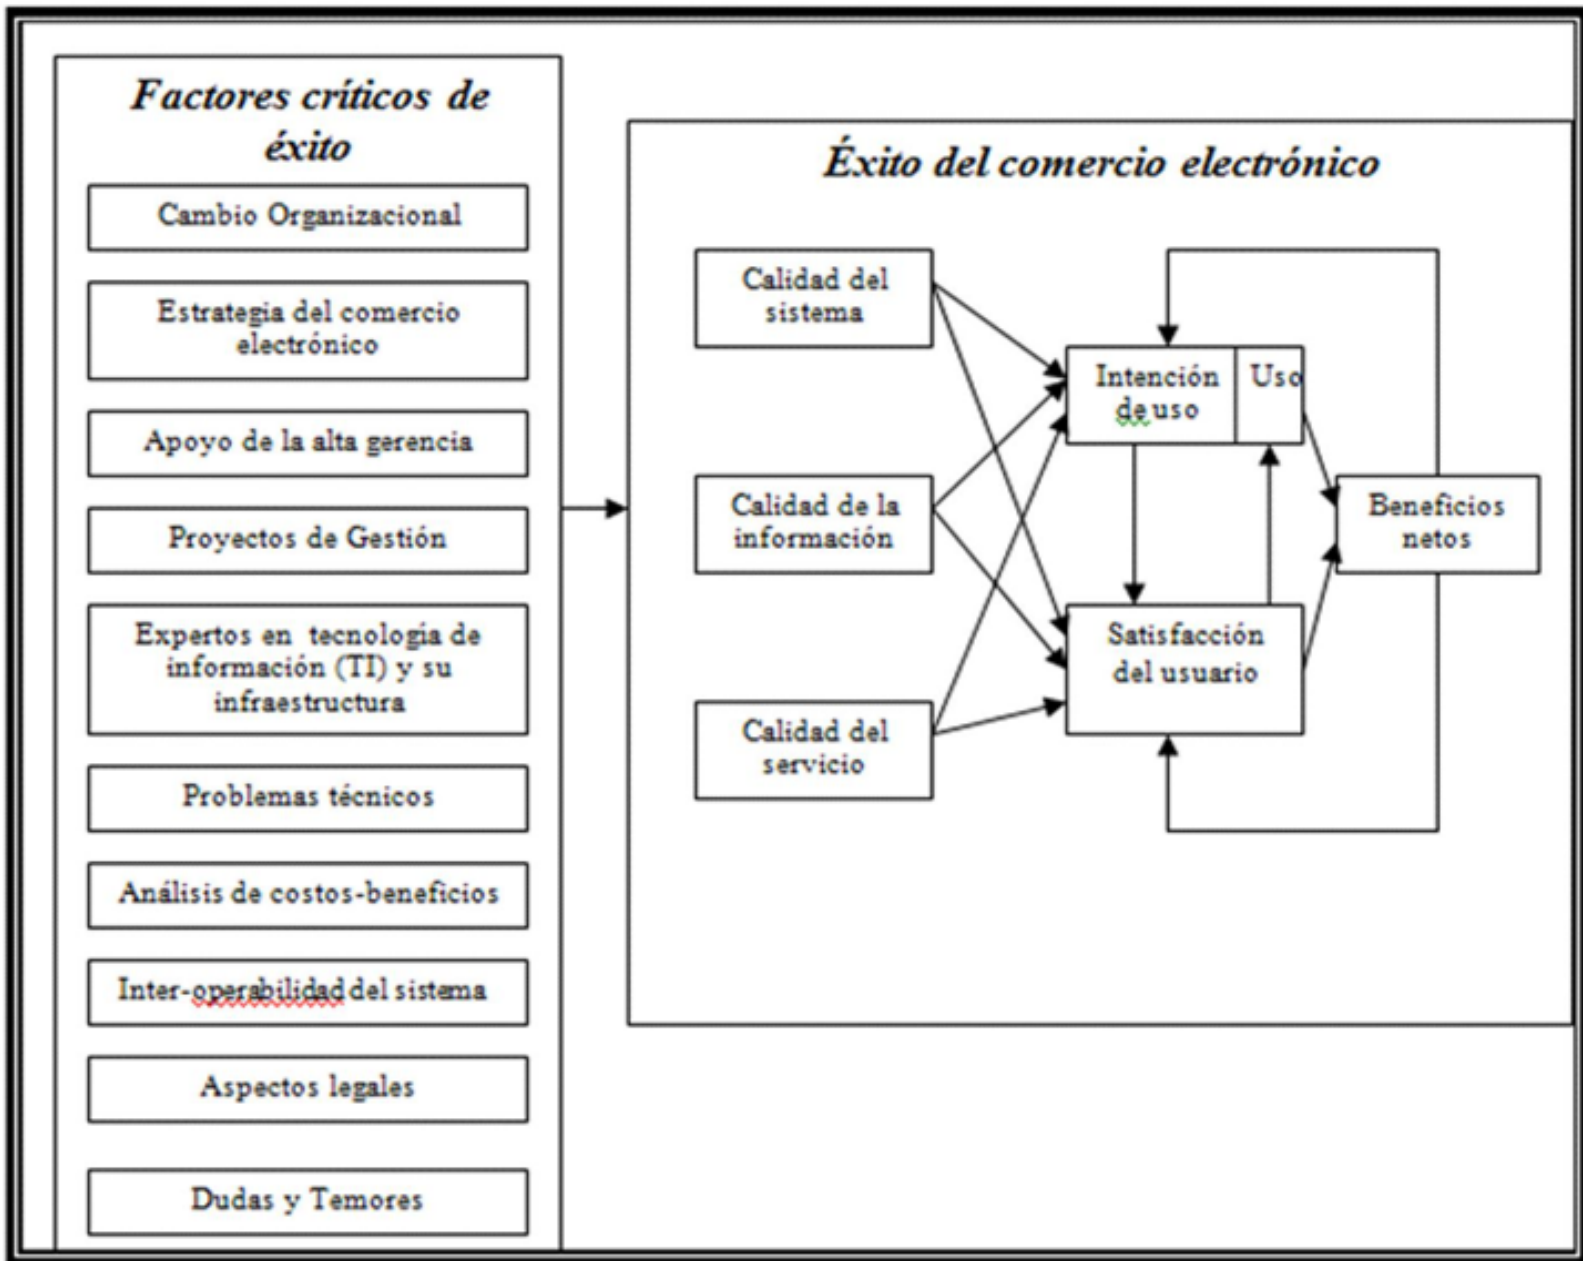 Factores críticos de
éxito
Cambio Organizacional
Estrategia del comercio
electrónico
Apoyo de la alta gerencia
Proyectos de Gestión
Expertos en tecnología de
información (TI) y su
infraestructura
Problemas técnicos
Análisis de costos-beneficios
Inter-operabilidad del sistema
Aspectos legales
Dudas y Temores
Éxito del comercio electrónico
Calidad del
sistema
Calidad de la
información
Calidad del
servicio
Intención
de uso
Uso
Satisfacción
del usuario
Beneficios
netos